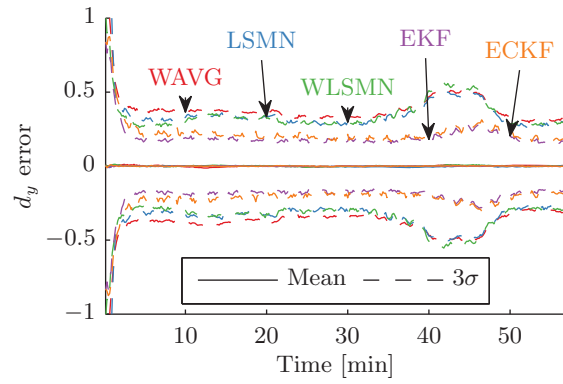 1
LSMN
EKF
WAVG
ECKF
0.5
WLSMN
d_y error
0
−0.5
Mean
3σ
−1
10
20
30
40
50
Time [min]